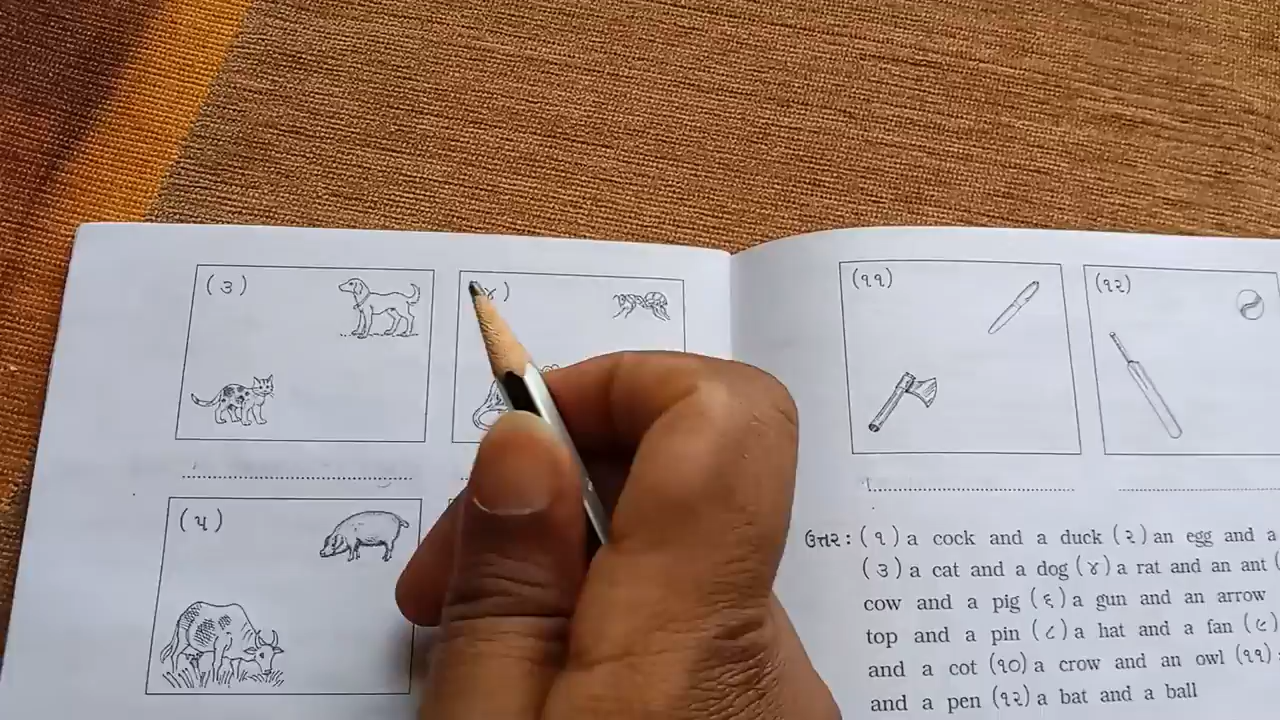 (૩)
(૪)
(૫)
(૧૧)
(૧૨)
ઉત્તર : (૧) a cock and a duck (૨) an egg and a
(૩) a cat and a dog (૪) a rat and an ant (
cow and a pig (૬) a gun and an arrow
top and a pin (૮) a hat and a fan (૯)
and a cot (૧૦) a crow and an owl (૧૧)
and a pen (૧૨) a bat and a ball